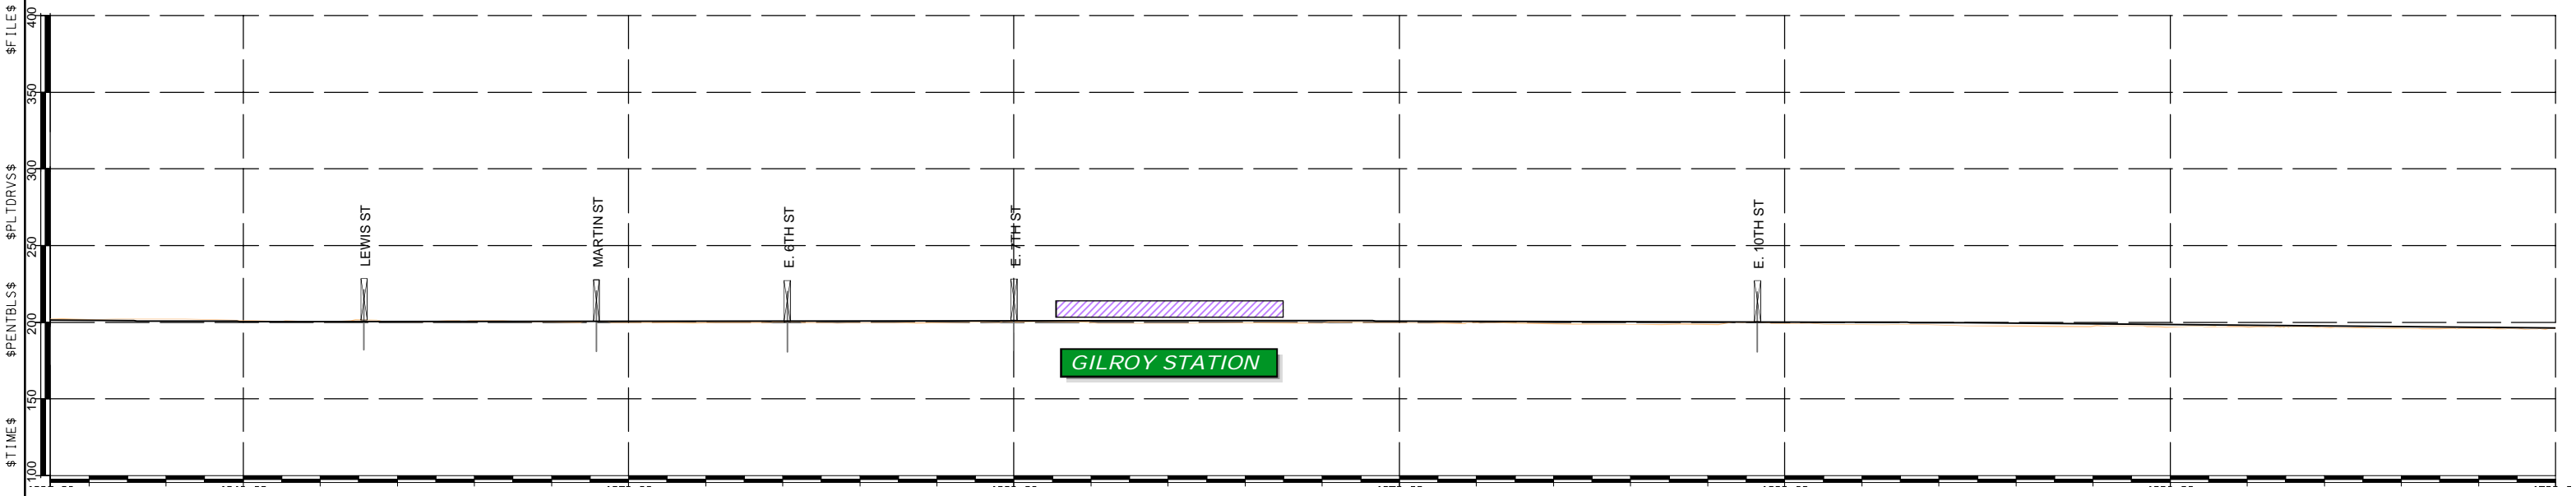 $FILE$
$PLTDRVS$
$PENTBLS$
$TIME$
400
350
300
250
200
150
100
LEWIS ST
MARTIN ST
E. 6TH ST
E. 7TH ST
E. 10TH ST
GILROY STATION